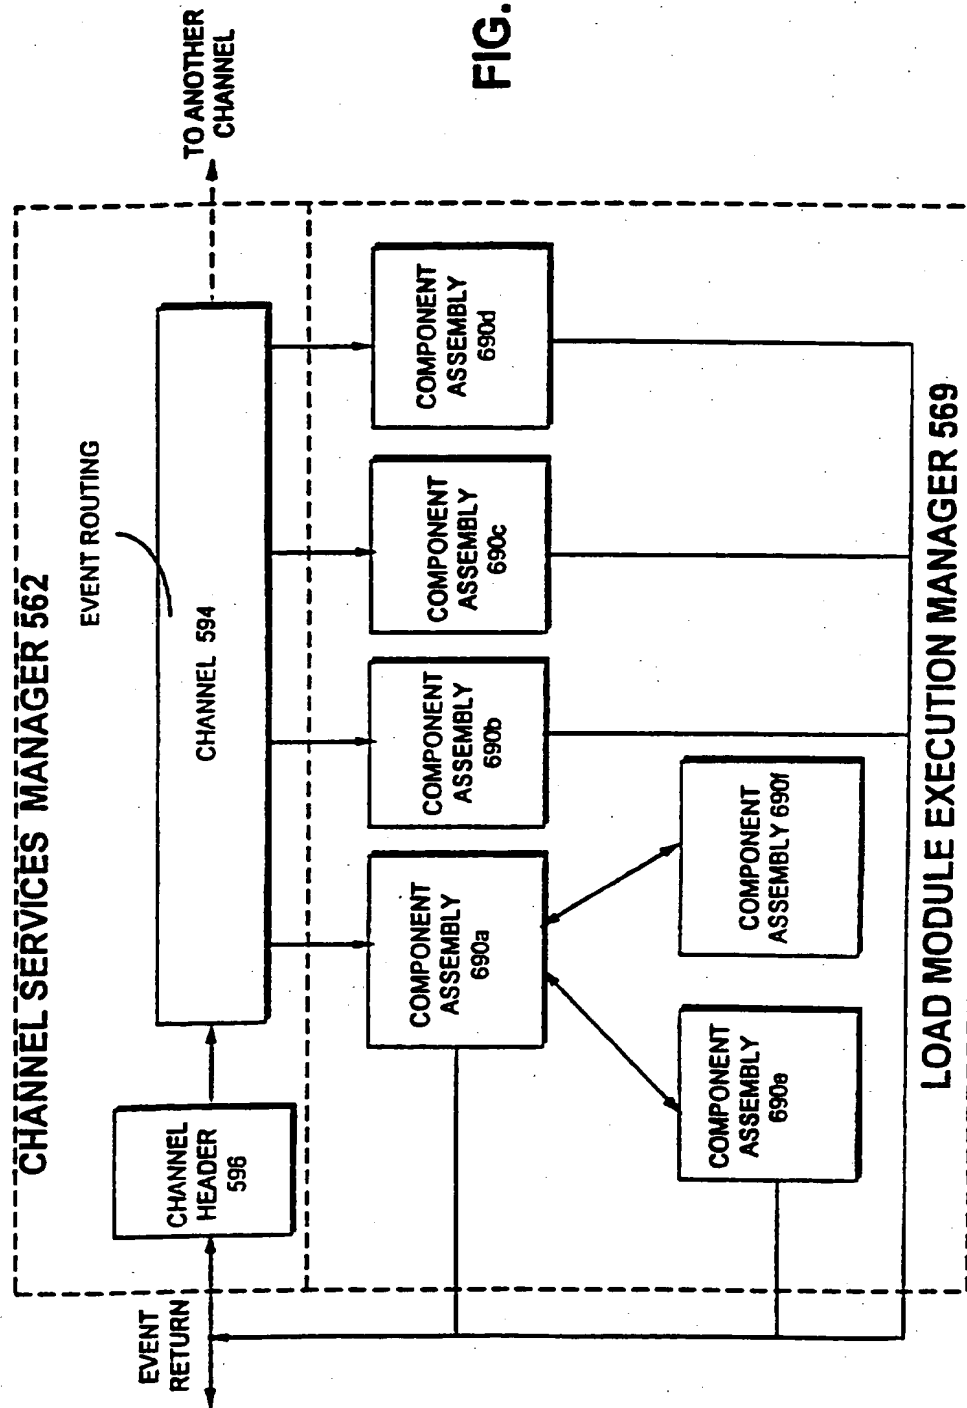 CHANNEL SERVICES MANAGER 562
EVENT
RETURN
CHANNEL
HEADER
596
EVENT ROUTING
CHANNEL 594
TO ANOTHER
CHANNEL
COMPONENT
ASSEMBLY
690a
COMPONENT
ASSEMBLY
690b
COMPONENT
ASSEMBLY
690c
COMPONENT
ASSEMBLY
690d
COMPONENT
ASSEMBLY
690e
COMPONENT
ASSEMBLY 690f
LOAD MODULE EXECUTION MANAGER 569
FIG.